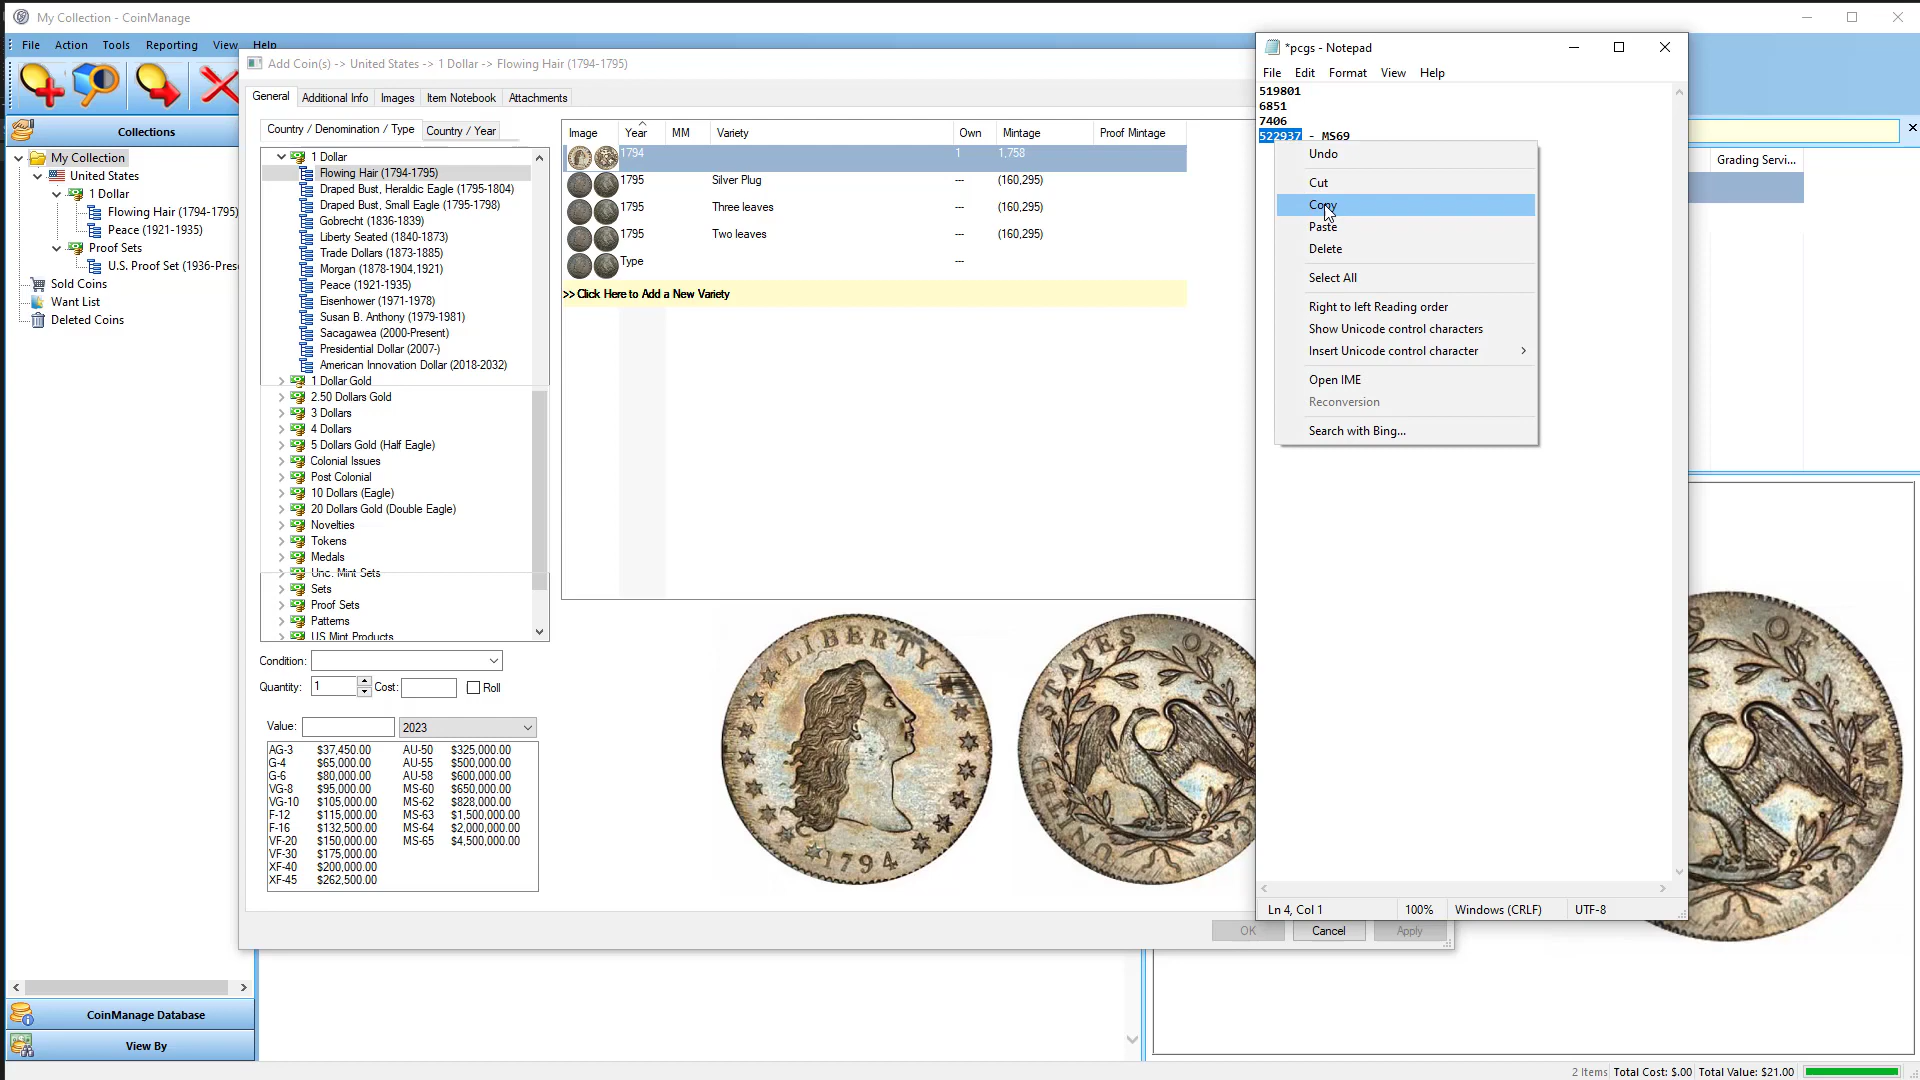 My Collection - CoinManage
File Action Tools Reporting View Help
Add Coin(s) -> United States -> 1 Dollar -> Flowing Hair (1794-1795)
General Additional Info Images Item Notebook Attachments
Collections
My Collection
United States
1 Dollar
Flowing Hair (1794-1795)
Peace (1921-1935)
Proof Sets
U.S. Proof Set (1936-Pres
Sold Coins
Want List
Deleted Coins
CoinManage Database
View By
Country / Denomination / Type Country / Year
1 Dollar
Flowing Hair (1794-1795)
Draped Bust, Heraldic Eagle (1795-1804)
Draped Bust, Small Eagle (1795-1798)
Gobrecht (1836-1839)
Liberty Seated (1840-1873)
Trade Dollars (1873-1885)
Morgan (1878-1904,1921)
Peace (1921-1935)
Eisenhower (1971-1978)
Susan B. Anthony (1979-1981)
Sacagawea (2000-Present)
Presidential Dollar (2007-)
American Innovation Dollar (2018-2032)
1 Dollar Gold
2.50 Dollars Gold
3 Dollars
4 Dollars
5 Dollars Gold (Half Eagle)
Colonial Issues
Post Colonial
10 Dollars (Eagle)
20 Dollars Gold (Double Eagle)
Novelties
Tokens
Medals
Unc. Mint Sets
Sets
Proof Sets
Patterns
US Mint Products
Condition:
Quantity: 1 Cost: Roll
Value: 2023
AG-3 $37,450.00 AU-50 $325,000.00
G-4 $65,000.00 AU-55 $500,000.00
G-6 $80,000.00 AU-58 $600,000.00
VG-8 $95,000.00 MS-60 $650,000.00
VG-10 $105,000.00 MS-62 $828,000.00
F-12 $115,000.00 MS-63 $1,500,000.00
F-16 $132,500.00 MS-64 $2,000,000.00
VF-20 $150,000.00 MS-65 $4,500,000.00
VF-30 $175,000.00
XF-40 $200,000.00
XF-45 $262,500.00
Image Year MM Variety Own Mintage Proof Mintage
1794 1 1,758
1795 Silver Plug --- (160,295)
1795 Three leaves --- (160,295)
1795 Two leaves --- (160,295)
Type ---
>> Click Here to Add a New Variety
LIBERTY
1794
UNITED STATES OF
OK Cancel Apply
*pcgs - Notepad
File Edit Format View Help
519801
6851
7406
522937 - MS69
Undo
Cut
Copy
Paste
Delete
Select All
Right to left Reading order
Show Unicode control characters
Insert Unicode control character
Open IME
Reconversion
Search with Bing...
Ln 4, Col 1 100% Windows (CRLF) UTF-8
Grading Servi...
OF AMERICA
2 Items Total Cost: $.00 Total Value: $21.00